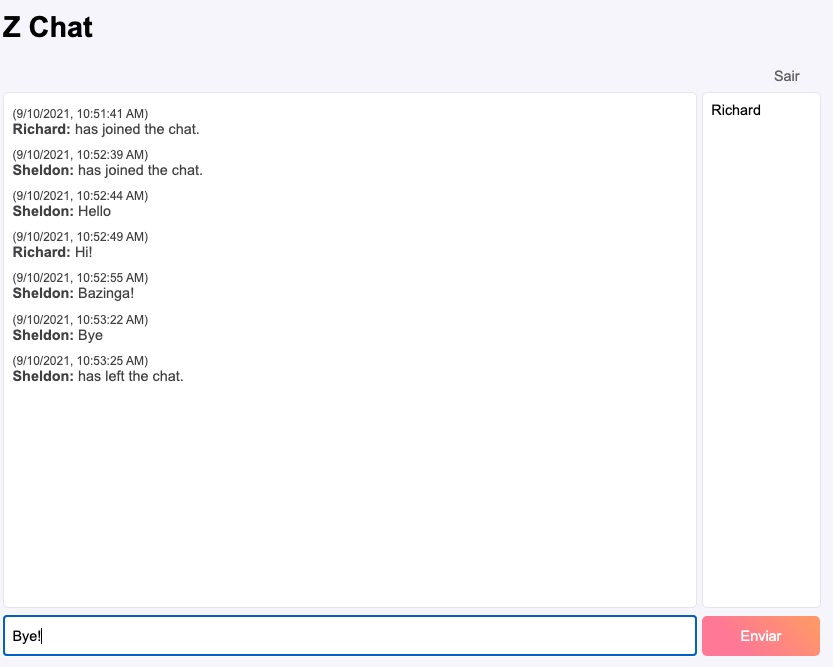 Z Chat
Sair
(9/10/2021, 10:51:41 AM)
Richard: has joined the chat.
(9/10/2021, 10:52:39 AM)
Sheldon: has joined the chat.
(9/10/2021, 10:52:44 AM)
Sheldon: Hello
(9/10/2021, 10:52:49 AM)
Richard: Hi!
(9/10/2021, 10:52:55 AM)
Sheldon: Bazinga!
(9/10/2021, 10:53:22 AM)
Sheldon: Bye
(9/10/2021, 10:53:25 AM)
Sheldon: has left the chat.
Richard
Bye!
Enviar